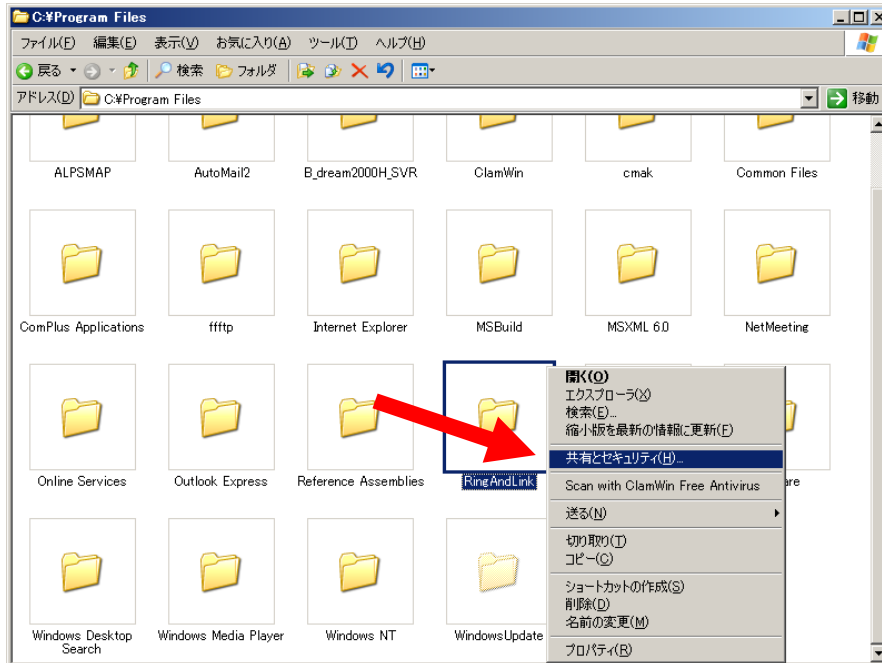 C:¥Program Files
ファイル(F) 編集(E) 表示(V) お気に入り(A) ツール(T) ヘルプ(H)
戻る 検索 フォルダ
アドレス(D) C:¥Program Files 移動
ALPSMAP AutoMail2 B_dream2000H_SVR ClamWin cmak Common Files
ComPlus Applications ffftp Internet Explorer MSBuild MSXML 6.0 NetMeeting
Online Services Outlook Express Reference Assemblies RingAndLink
Windows Desktop Search Windows Media Player Windows NT WindowsUpdate
開く(O)
エクスプローラ(X)
検索(E)...
縮小版を最新の情報に更新(F)
共有とセキュリティ(H)...
Scan with ClamWin Free Antivirus
送る(N)
切り取り(T)
コピー(C)
ショートカットの作成(S)
削除(D)
名前の変更(M)
プロパティ(R)